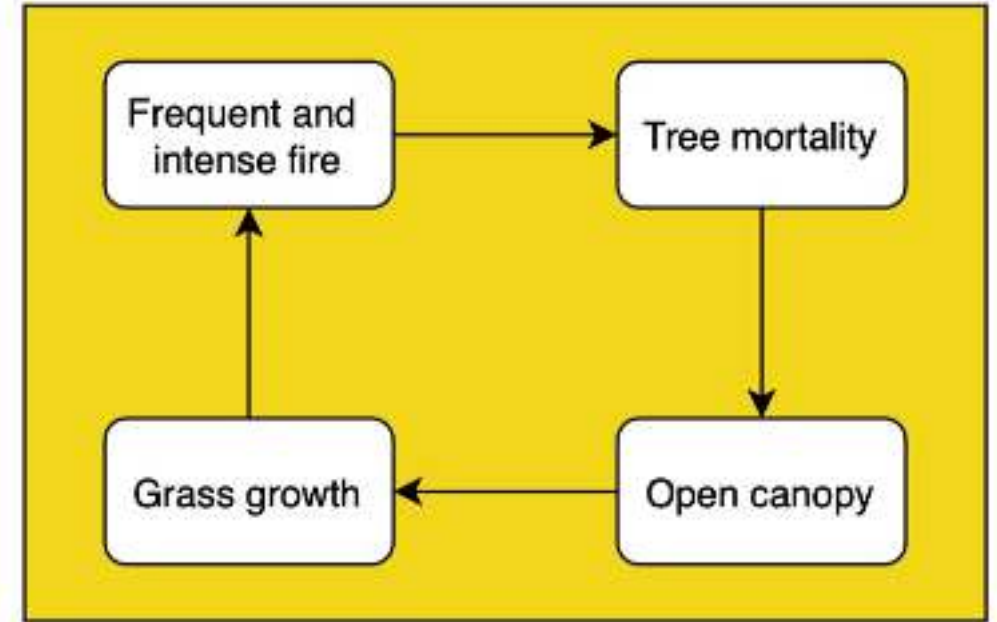 Frequent and
intense fire
Tree mortality
Grass growth
Open canopy